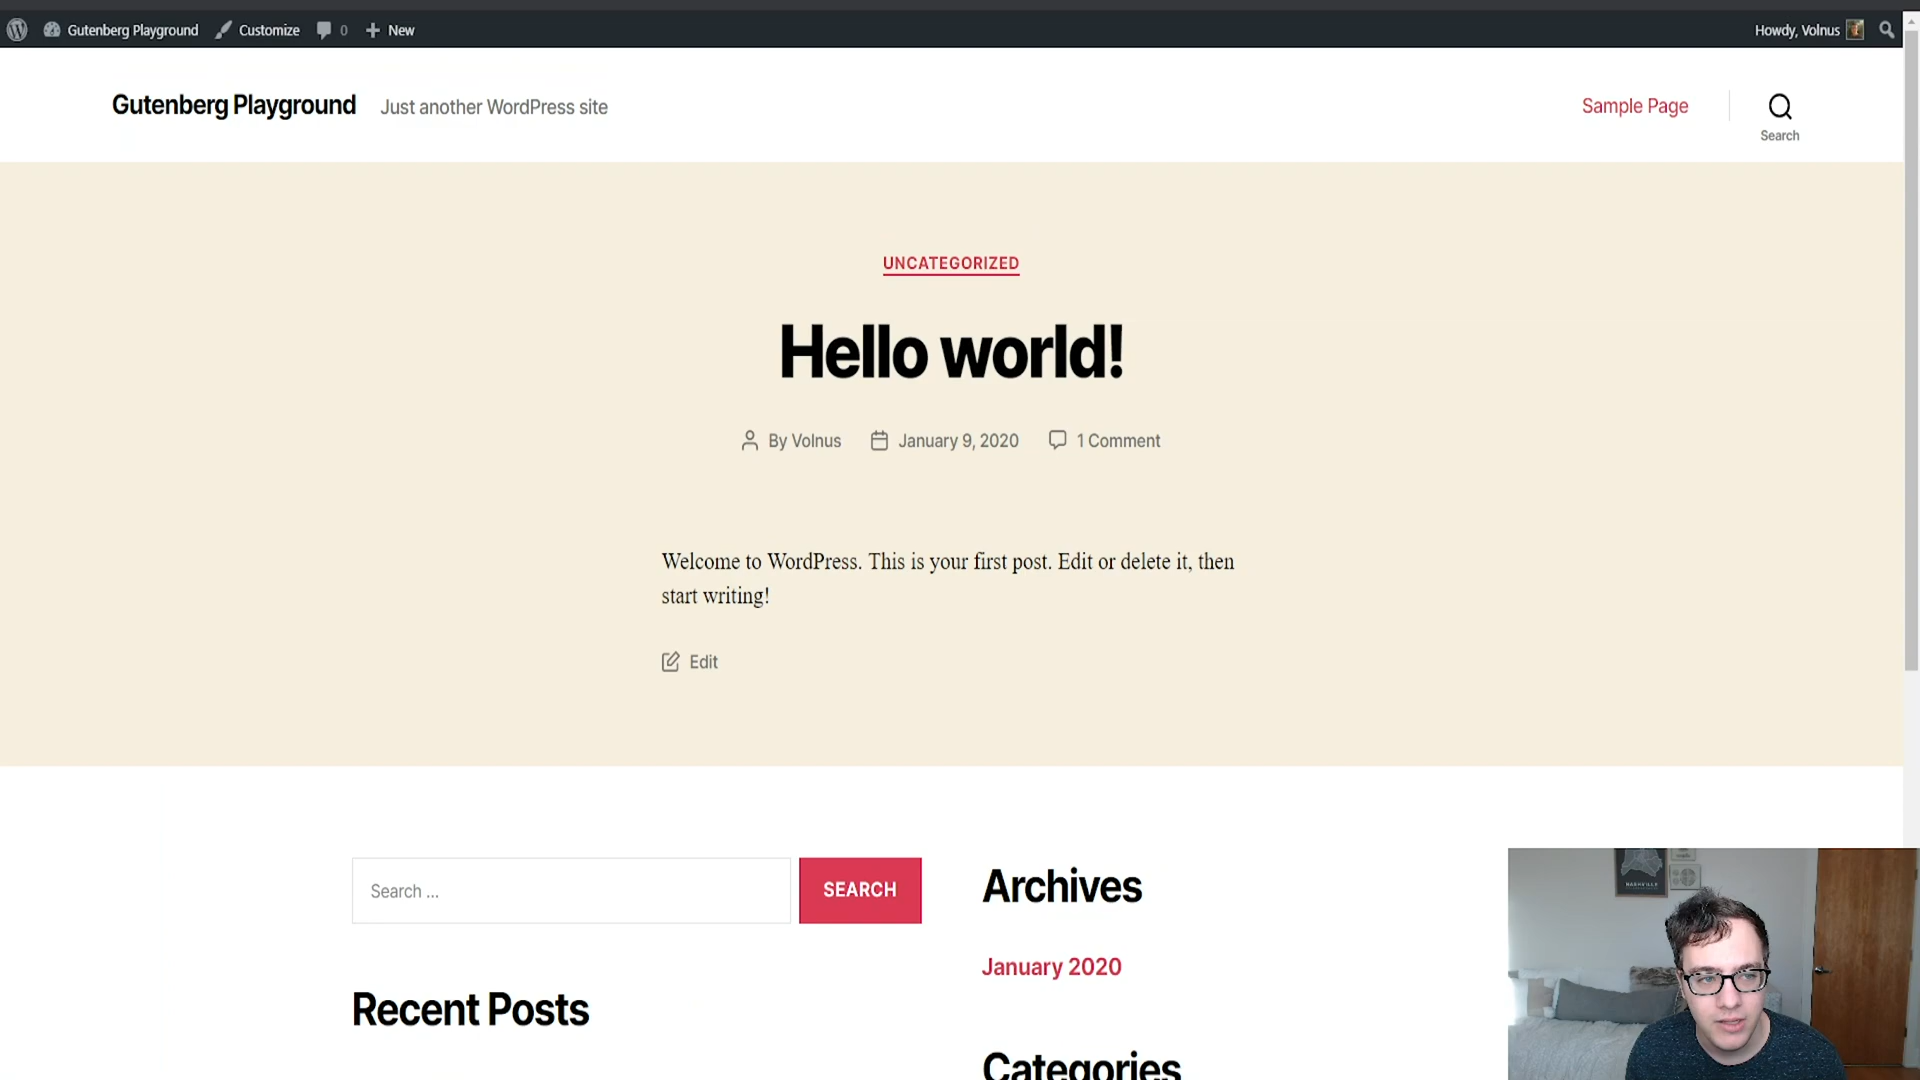 Gutenberg Playground Customize 0 New Howdy, Volnus
Gutenberg Playground Just another WordPress site Sample Page
Search
UNCATEGORIZED
Hello world!
By Volnus January 9, 2020 1 Comment
Welcome to WordPress. This is your first post. Edit or delete it, then
start writing!
Edit
Search ... SEARCH
Archives
January 2020
Recent Posts
Categories
NASHVILLE